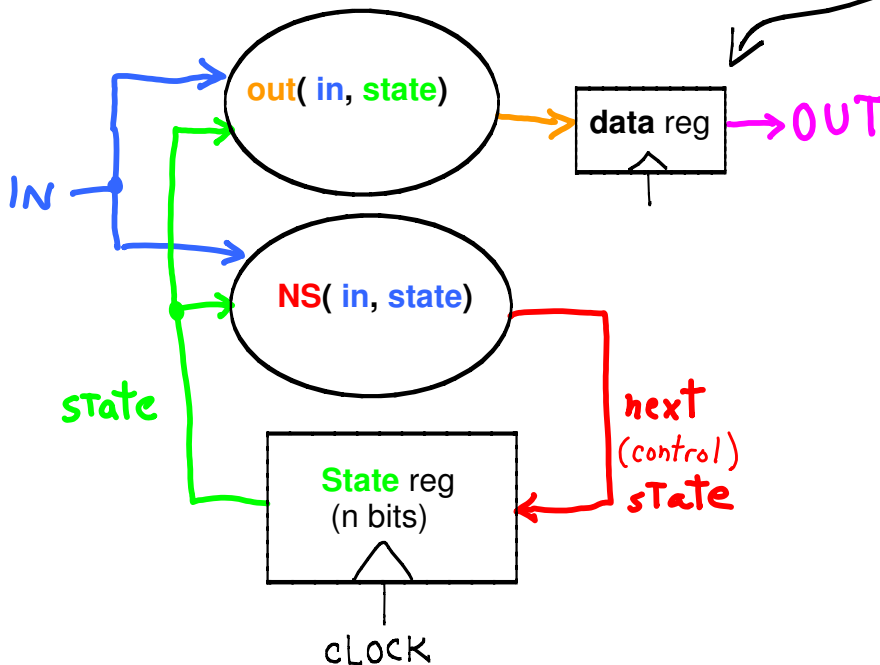 out( in, state)
data reg
OUT
IN
NS( in, state)
state
next
(control)
state
State reg
(n bits)
CLOCK